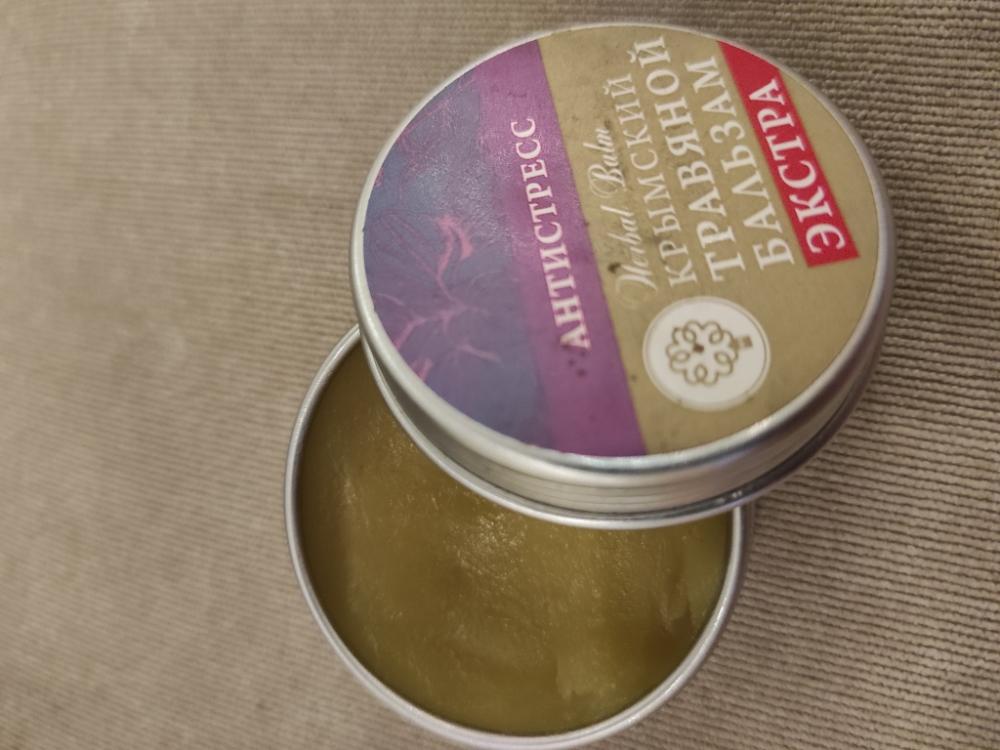 ЭКСТРА
БАЛЬЗАМ
ТРАВЯНОЙ
КРЫМСКИЙ
Herbal Balm
АНТИСТРЕСС